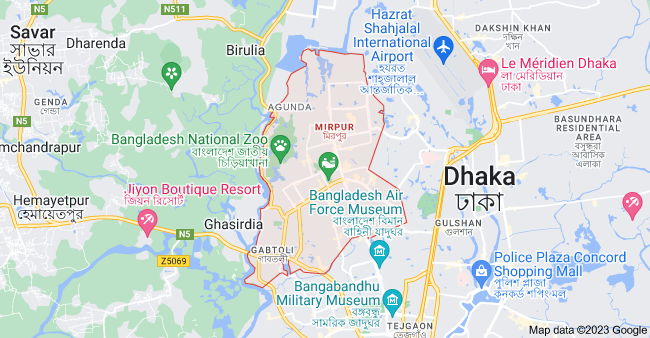 Savar
সাভার
ইউনিয়ন
N5
N511
Dharenda
Birulia
Hazrat
Shahjalal
International
Airport
হযরত
শাহজালাল
আন্তর্জাতিক
DAKSHIN KHAN
দক্ষিণ
খান
Le Méridien Dhaka
লা মেরিডিয়ান
ঢাকা
GENDA
গেন্ডা
N5
AGUNDA
MIRPUR
মিরপুর
BASUNDHARA
RESIDENTIAL
AREA
বসুন্ধরা
আবাসিক
এলাকা
mchandrapur
Bangladesh National Zoo
বাংলাদেশ জাতীয়
চিড়িয়াখানা
Dhaka
ঢাকা
Jiyon Boutique Resort
জিয়ন রিসোর্ট
Hemayetpur
হেমায়েতপুর
Bangladesh Air
Force Museum
বাংলাদেশ বিমান
বাহিনী যাদুঘর
GULSHAN
গুলশান
Ghasirdia
N5
GABTOLI
গাবতলী
Z5069
Police Plaza Concord
Shopping Mall
পুলিশ প্লাজা
কনকর্ড শপিংমল
Bangabandhu
Military Museum
বঙ্গবন্ধু
সামরিক জাদুঘর
TEJGAON
তেজগাঁও
Map data ©2023 Google